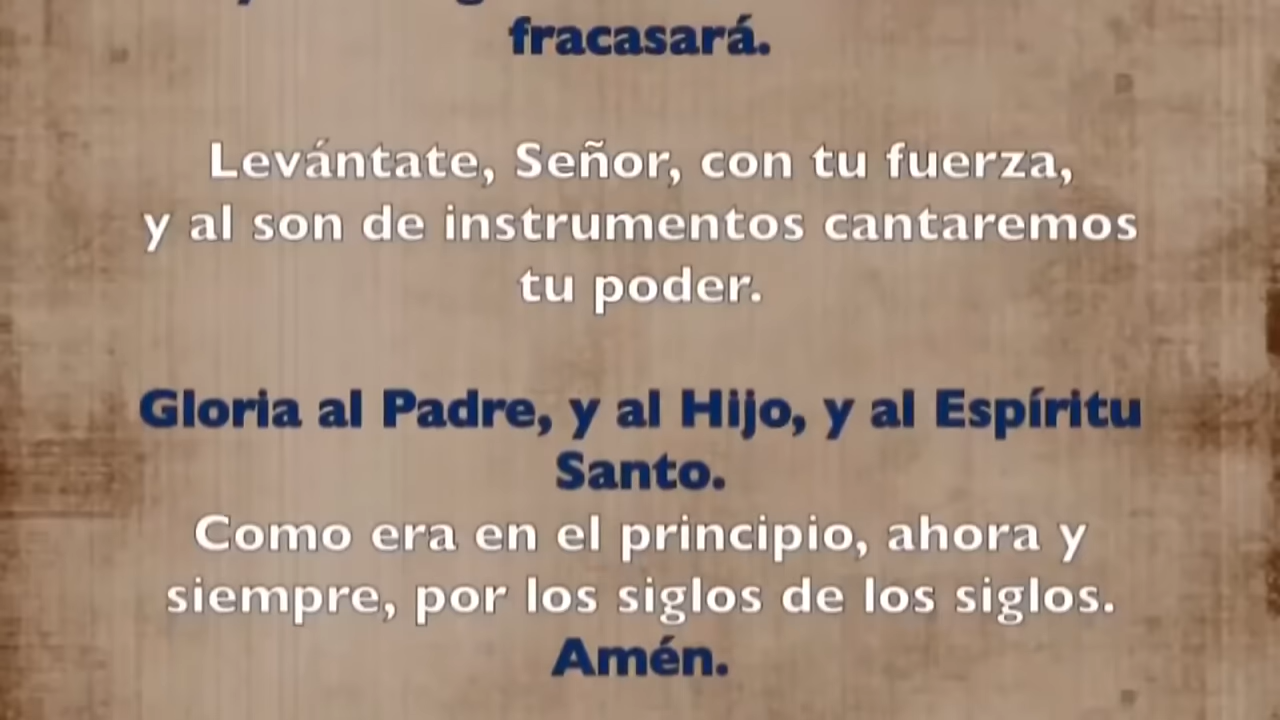 fracasará.
Levántate, Señor, con tu fuerza,
y al son de instrumentos cantaremos
tu poder.
Gloria al Padre, y al Hijo, y al Espíritu
Santo.
Como era en el principio, ahora y
siempre, por los siglos de los siglos.
Amén.